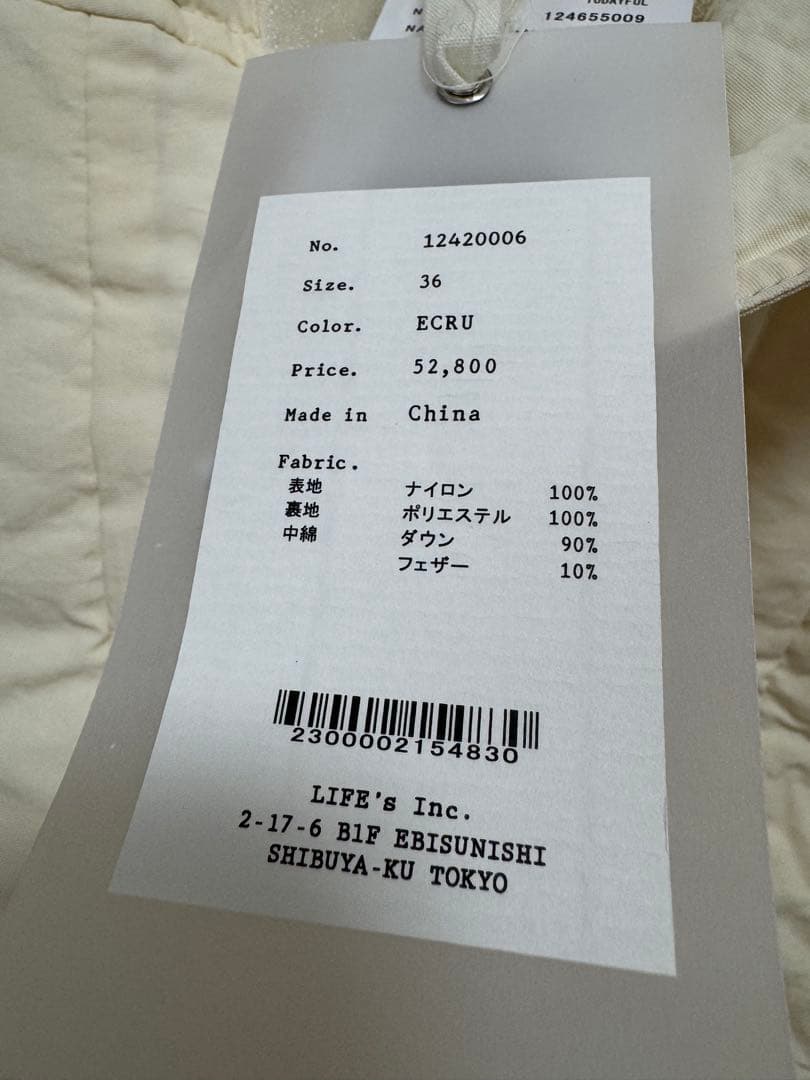 TODAYFUL
124655009
No. 12420006
Size. 36
Color. ECRU
Price. 52,800
Made in China
Fabric.
表地 ナイロン 100%
裏地 ポリエステル 100%
中綿 ダウン 90%
フェザー 10%
2300002154830
LIFE's Inc.
2-17-6 B1F EBISUNISHI
SHIBUYA-KU TOKYO